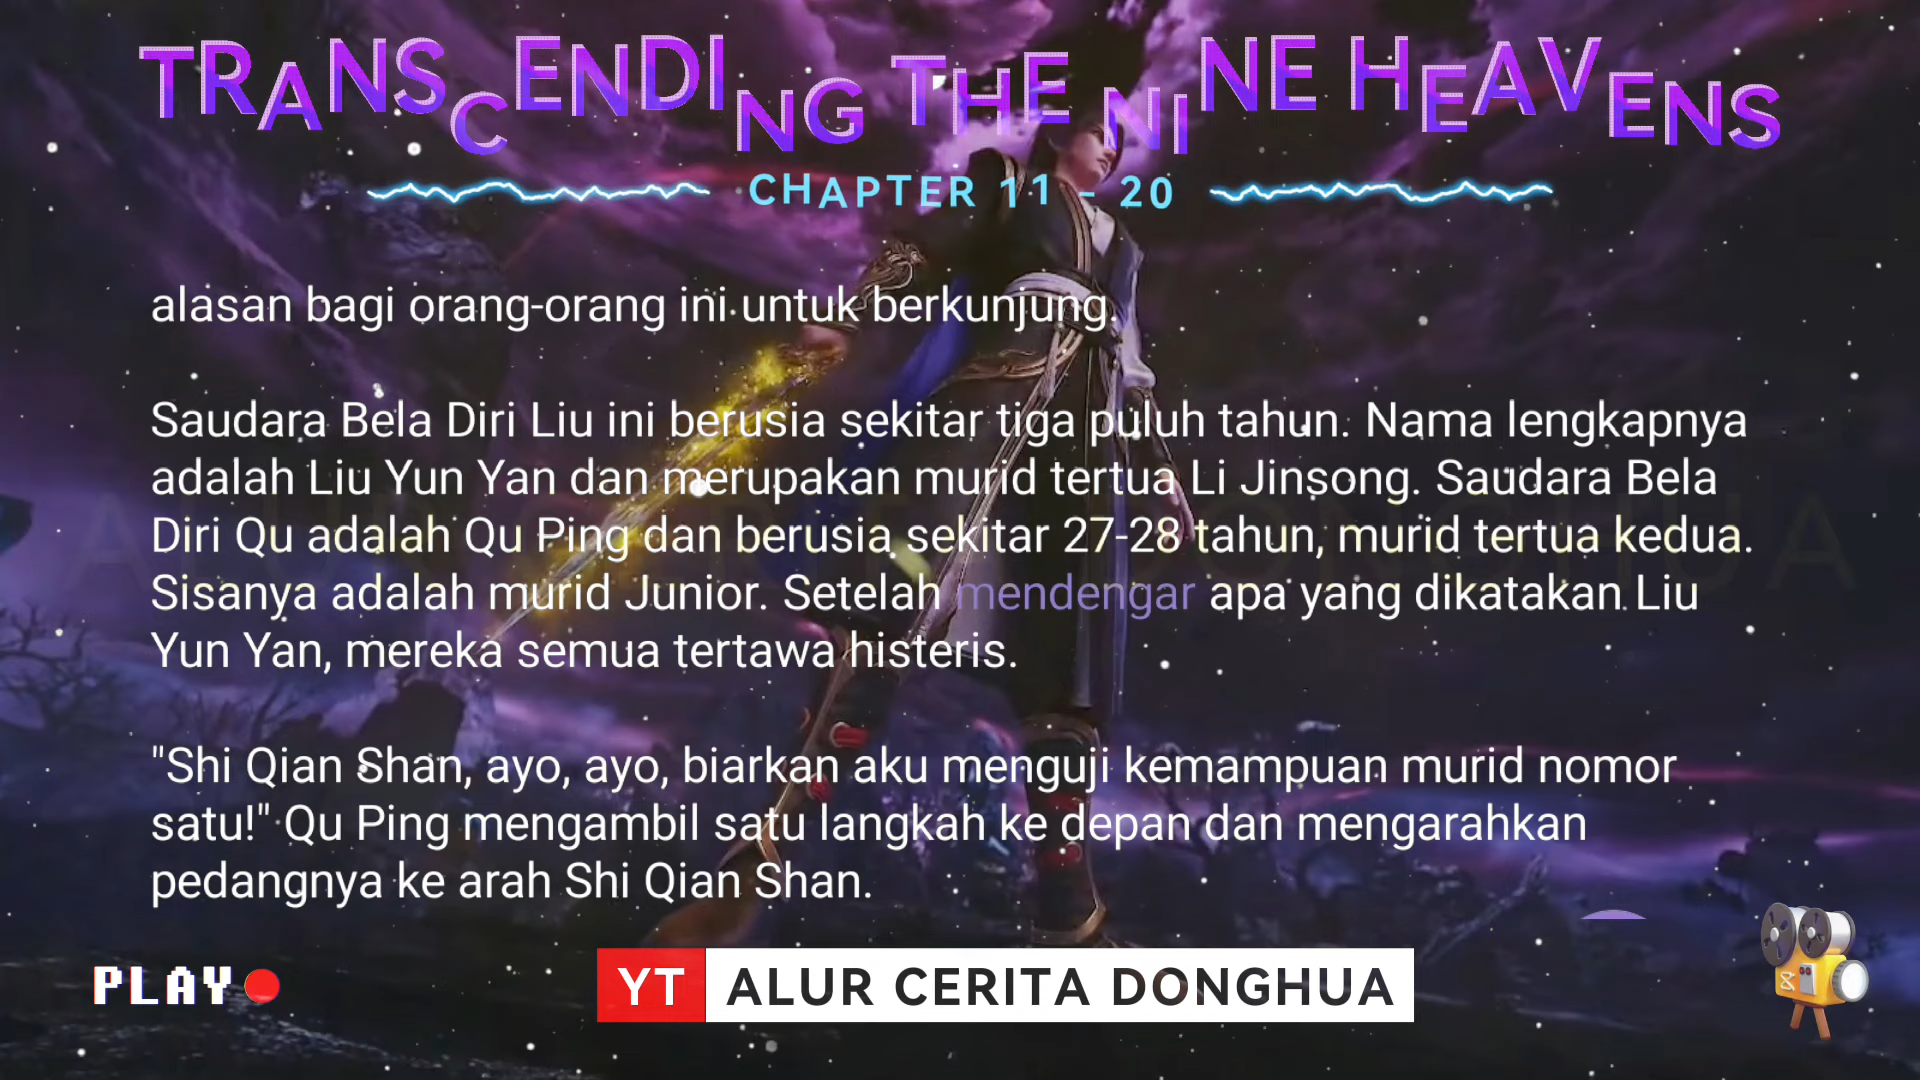 TRANSCENDING THE NINE HEAVENS
CHAPTER 11 - 20
alasan bagi orang-orang ini untuk berkunjung.
Saudara Bela Diri Liu ini berusia sekitar tiga puluh tahun. Nama lengkapnya
adalah Liu Yun Yan dan merupakan murid tertua Li Jinsong. Saudara Bela
Diri Qu adalah Qu Ping dan berusia sekitar 27-28 tahun, murid tertua kedua.
Sisanya adalah murid Junior. Setelah mendengar apa yang dikatakan Liu
Yun Yan, mereka semua tertawa histeris.
"Shi Qian Shan, ayo, ayo, biarkan aku menguji kemampuan murid nomor
satu!" Qu Ping mengambil satu langkah ke depan dan mengarahkan
pedangnya ke arah Shi Qian Shan.
PLAY
YT ALUR CERITA DONGHUA